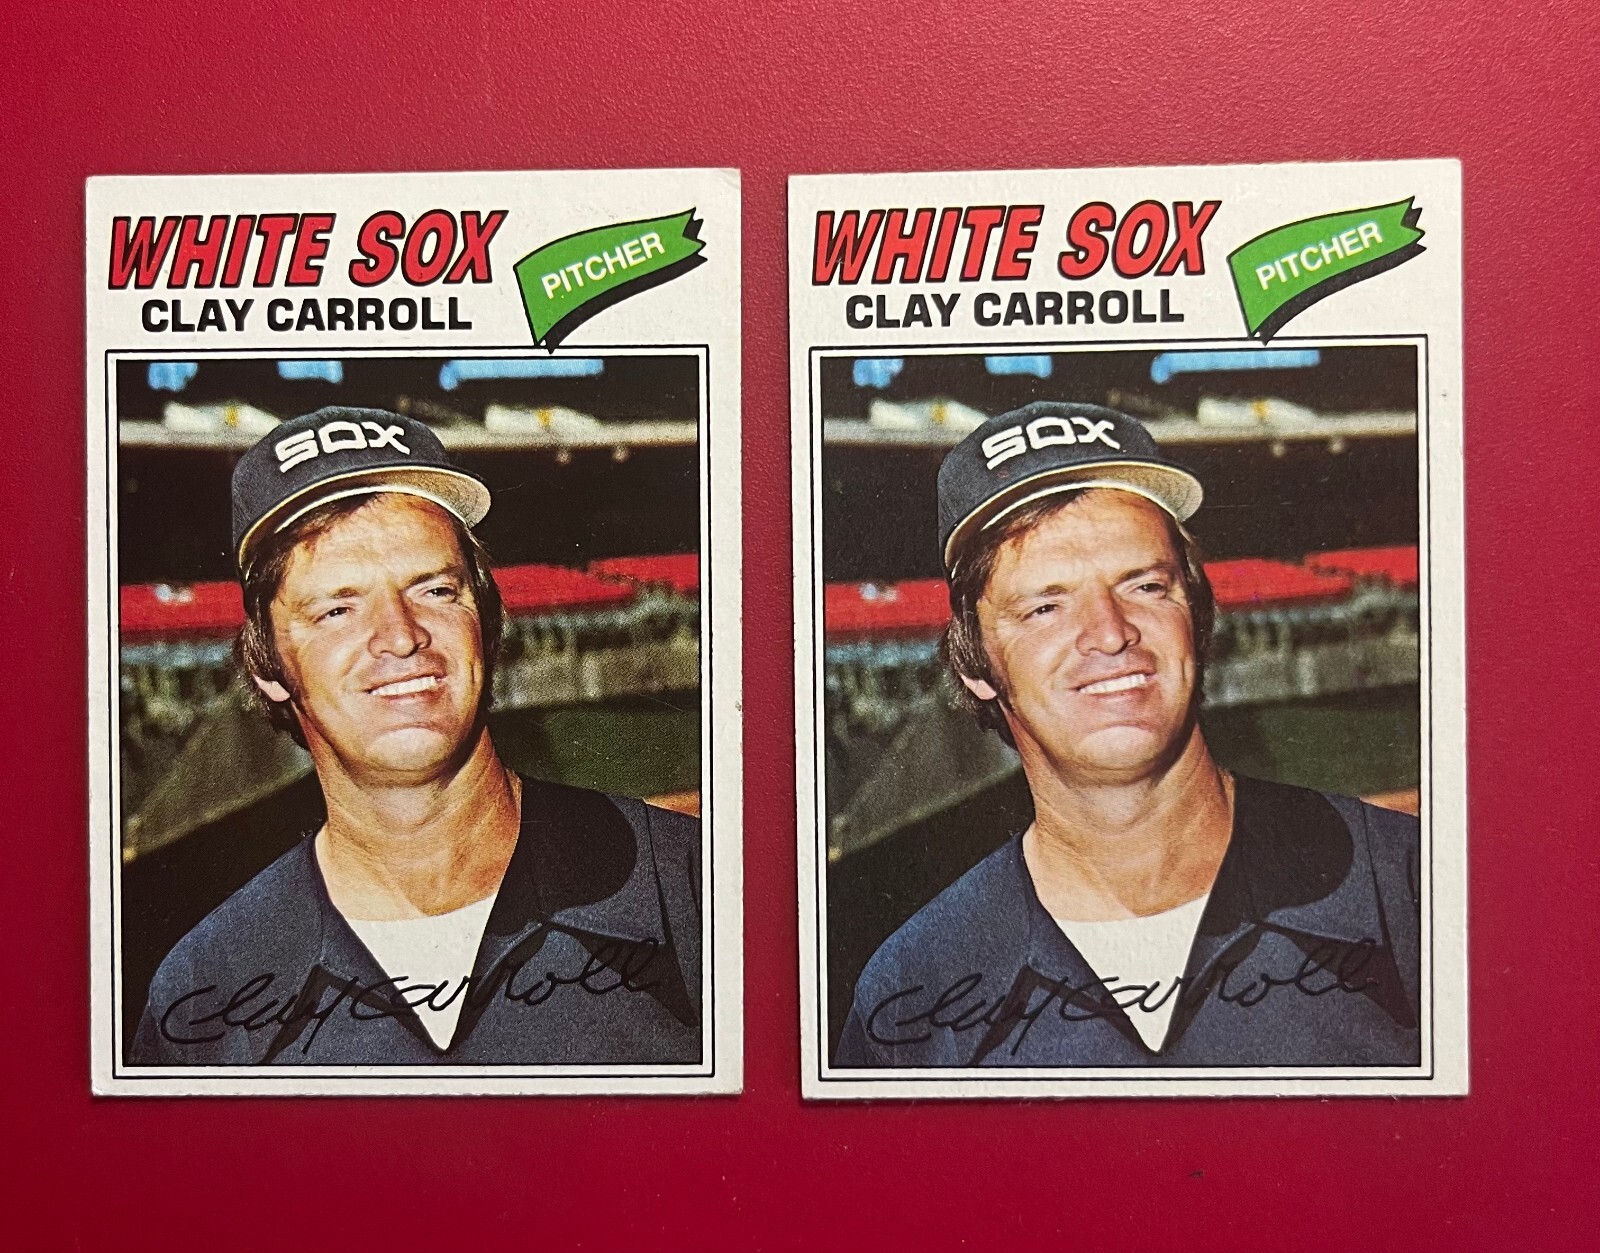 WHITE SOX
PITCHER
CLAY CARROLL
SOX
Clay Carroll
WHITE SOX
PITCHER
CLAY CARROLL
SOX
Clay Carroll